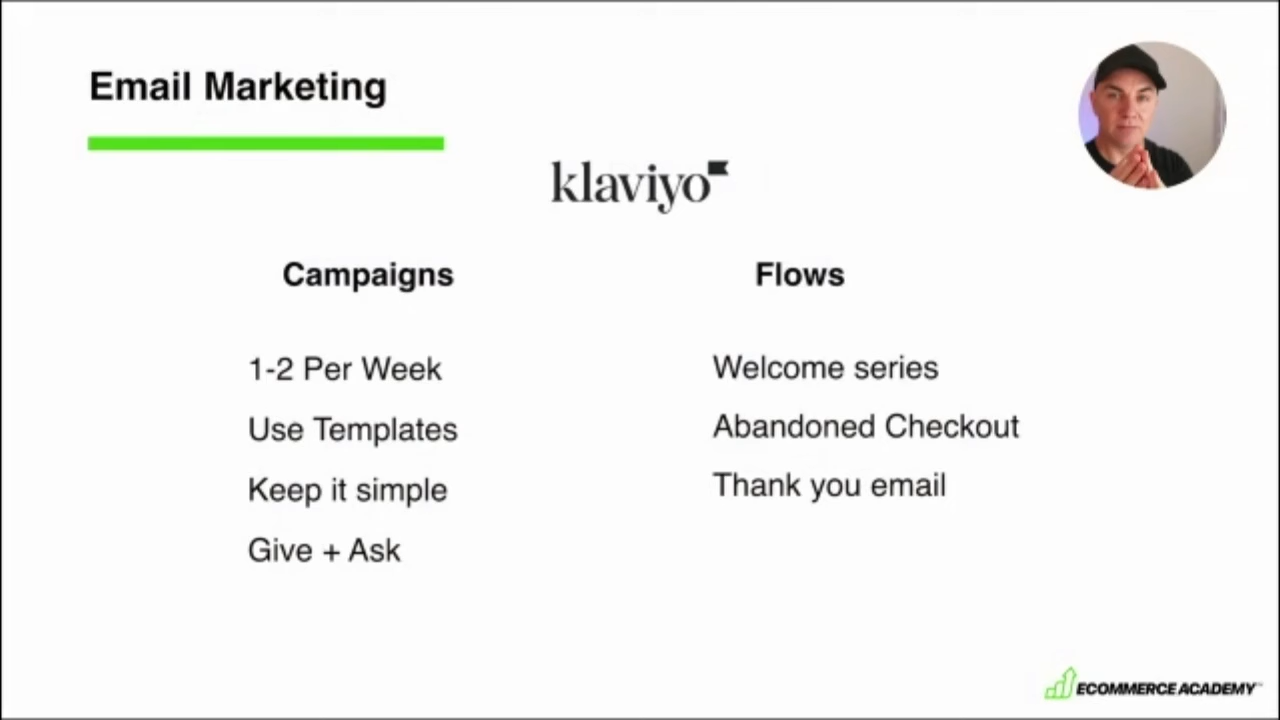 Email Marketing
klaviyo
Campaigns
1-2 Per Week
Use Templates
Keep it simple
Give + Ask
Flows
Welcome series
Abandoned Checkout
Thank you email
ECOMMERCE ACADEMY™